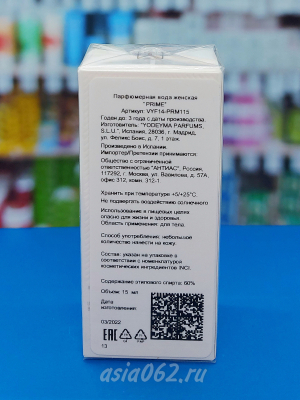 Парфюмерная вода женская
"PRIME"
Артикул: VYF14-PRM115
Годен до: 3 года с даты производства.
Изготовитель: "YODEYMA PARFUMS,
S.L.U.", Испания, 28036, г. Мадрид,
ул. Феликс Бокс, д. 7, 1 этаж.
Произведено в Испании.
Импортер/Претензии принимаются:
Общество с ограниченной
ответственностью "АНТИАС", Россия,
117292, г. Москва, ул. Вавилова, д. 57А,
офис 312, комн. 312-1
Хранить при температуре +5/+25°С.
Не подвергать воздействию солнечного
Использование в пищевых целях
опасно для жизни и здоровья.
Области применения: для тела.
Способ употребления: небольшое
количество нанести на кожу.
Состав: указан на упаковке в
соответствии с номенклатурой
косметических ингредиентов INCI.
Содержание этилового спирта: 80%
Объем: 15 мл
Дата
изготовления:
03/2022
EAC
13
asia062.ru